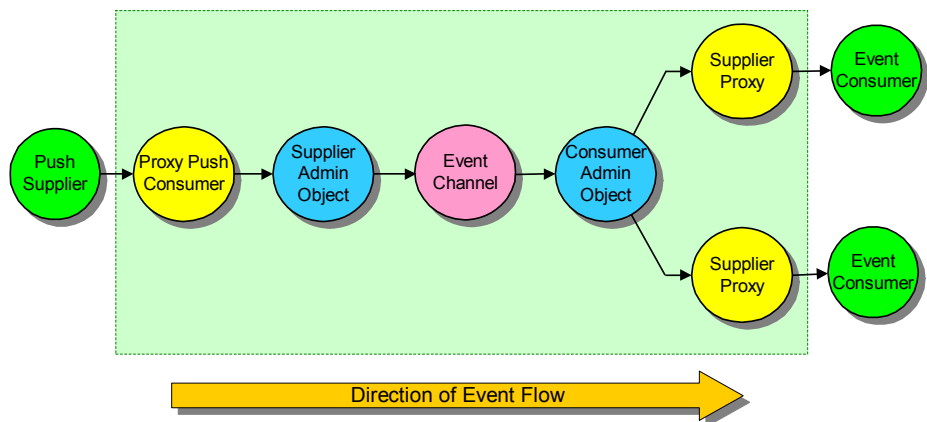 Push
Supplier
Proxy Push
Consumer
Supplier
Admin
Object
Event
Channel
Consumer
Admin
Object
Supplier
Proxy
Event
Consumer
Supplier
Proxy
Event
Consumer
Direction of Event Flow